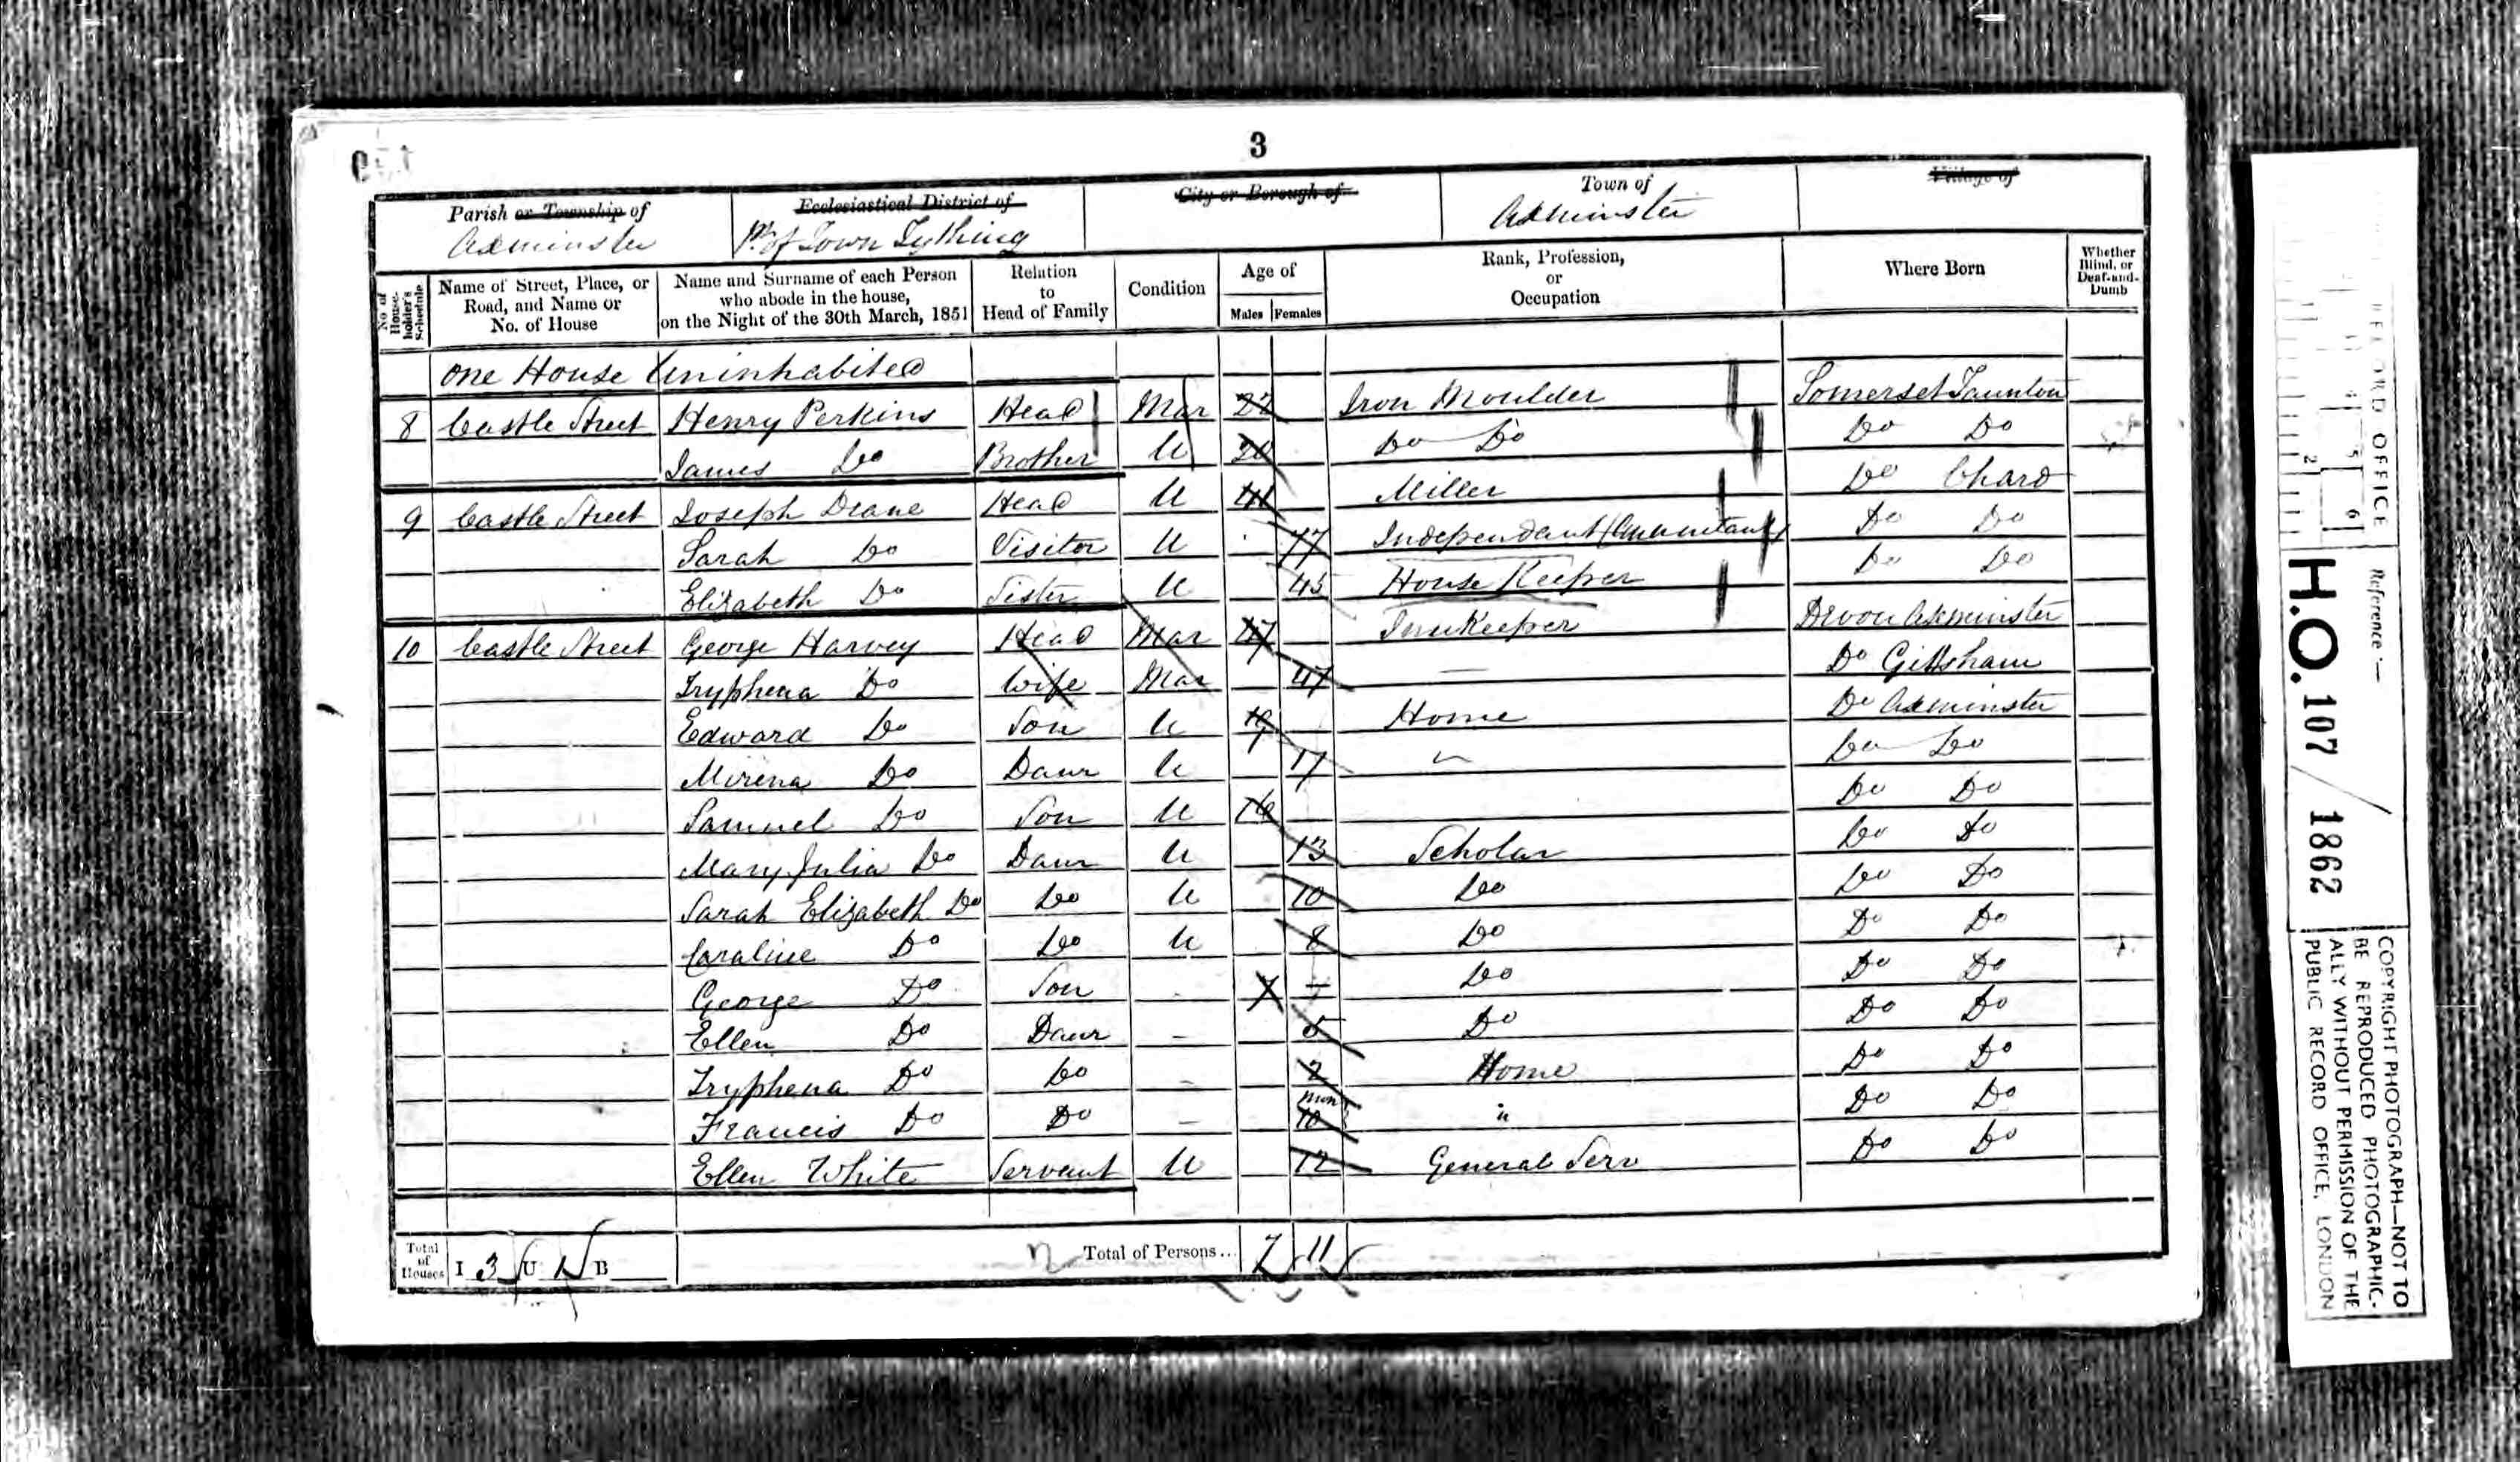 3
Parish or Township of
Axminster
Ecclesiastical District of
Pt of Town Tything
City or Borough of
Town of
Axminster
Village of
No. of House-holder's Schedule
Name of Street, Place, or Road, and Name or No. of House
Name and Surname of each Person who abode in the house, on the Night of the 30th March, 1851
Relation to Head of Family
Condition
Age of
Males Females
Rank, Profession, or Occupation
Where Born
Whether Blind, or Deaf-and-Dumb
One House Uninhabited
8 Castle Street Henry Perkins Head Mar 22 Iron Moulder Somerset Taunton
James Do Brother U 20 Do Do Do Do
9 Castle Street Joseph Deane Head U 41 Miller Do Chard
Sarah Do Visitor U 77 Independant (Annuitant) Do Do
Elizabeth Do Sister U 45 House Keeper Do Do
10 Castle Street George Harvey Head Mar 47 Innkeeper Devon Axminster
Tryphena Do Wife Mar 47 — Do Gittsham
Edward Do Son U 19 Home Do Axminster
Mirena Do Daur U 17 Do Do
Samuel Do Son U Do Do
Mary Julia Do Daur U 13 Scholar Do Do
Sarah Elizabeth Do Do U 10 Do Do Do
Caroline Do Do U 8 Do Do Do
George Do Son - Do Do Do
Ellen Do Daur - 5 Do Do Do
Tryphena Do Do - 2 Home Do Do
Francis Do Do - 10 mon " Do Do
Ellen White Servant U 12 General Serv Do Do
Total of Houses I 3 U 1 B
Total of Persons... 7 11
RECORD OFFICE
Reference:—
H.O. 107 / 1862
COPYRIGHT PHOTOGRAPH—NOT TO
BE REPRODUCED PHOTOGRAPHIC-
ALLY WITHOUT PERMISSION OF THE
PUBLIC RECORD OFFICE, LONDON